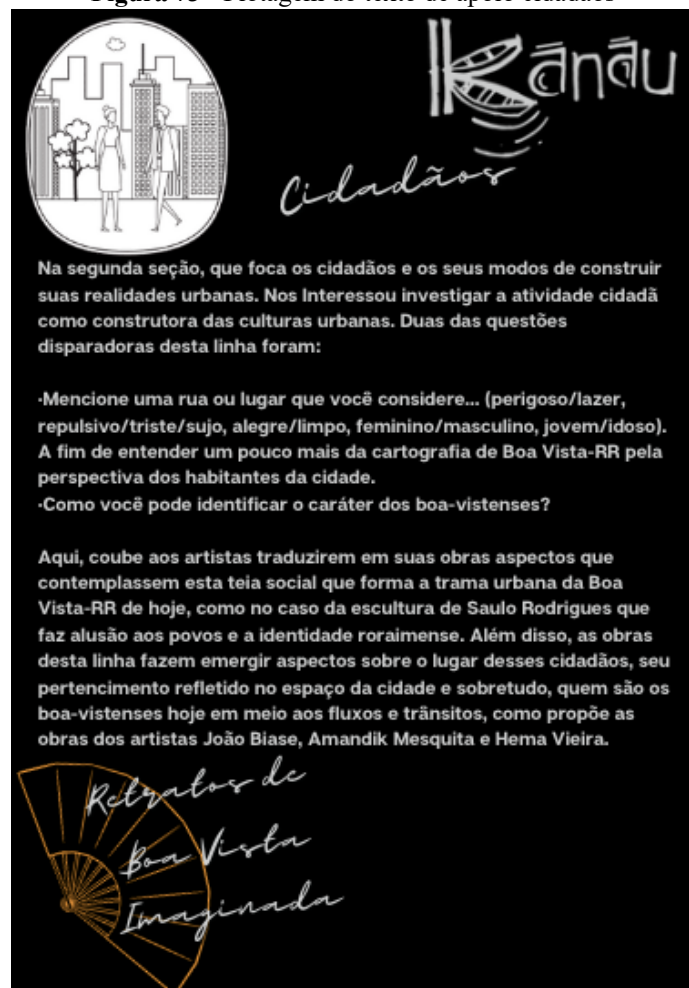 Kānāu
Cidadãos
Na segunda seção, que foca os cidadãos e os seus modos de construir
suas realidades urbanas. Nos Interessou investigar a atividade cidadã
como construtora das culturas urbanas. Duas das questões
disparadoras desta linha foram:
·Mencione uma rua ou lugar que você considere... (perigoso/lazer,
repulsivo/triste/sujo, alegre/limpo, feminino/masculino, jovem/idoso).
A fim de entender um pouco mais da cartografia de Boa Vista-RR pela
perspectiva dos habitantes da cidade.
·Como você pode identificar o caráter dos boa-vistenses?
Aqui, coube aos artistas traduzirem em suas obras aspectos que
contemplassem esta teia social que forma a trama urbana da Boa
Vista-RR de hoje, como no caso da escultura de Saulo Rodrigues que
faz alusão aos povos e a identidade roraimense. Além disso, as obras
desta linha fazem emergir aspectos sobre o lugar desses cidadãos, seu
pertencimento refletido no espaço da cidade e sobretudo, quem são os
boa-vistenses hoje em meio aos fluxos e trânsitos, como propõe as
obras dos artistas João Biase, Amandik Mesquita e Hema Vieira.
Retratos de
Boa Vista
Imaginada